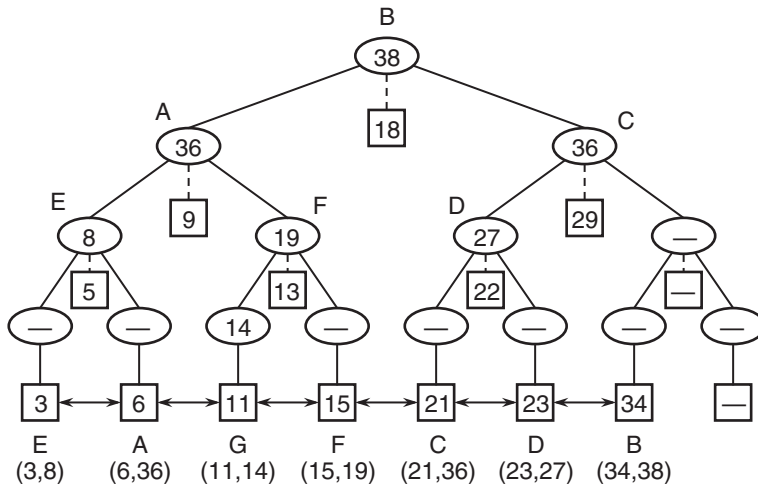 B
38
A
18
C
36
36
E
9
F
D
29
8
19
27
—
5
13
22
—
—
—
14
—
—
—
—
—
3
6
11
15
21
23
34
—
E
A
G
F
C
D
B
(3,8)
(6,36)
(11,14)
(15,19)
(21,36)
(23,27)
(34,38)